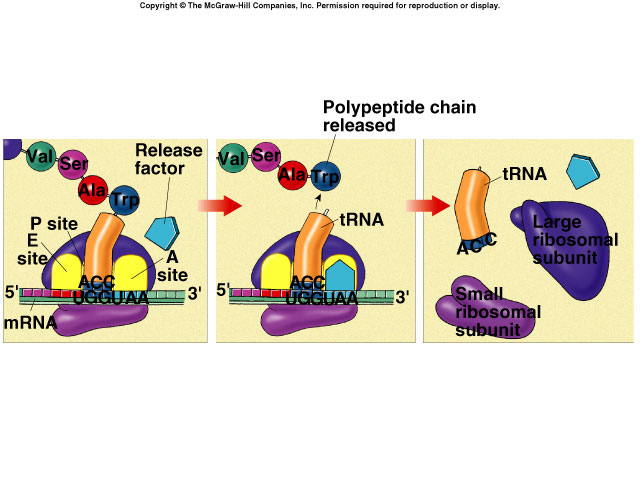 Copyright © The McGraw-Hill Companies, Inc. Permission required for reproduction or display.
Polypeptide chain
released
Val
Ser
Ala
Trp
Release
factor
P site
E
site
A
site
ACC
UGGUAA
5'
3'
mRNA
Val
Ser
Ala
Trp
tRNA
ACC
UGGUAA
5'
3'
tRNA
ACC
Large
ribosomal
subunit
Small
ribosomal
subunit